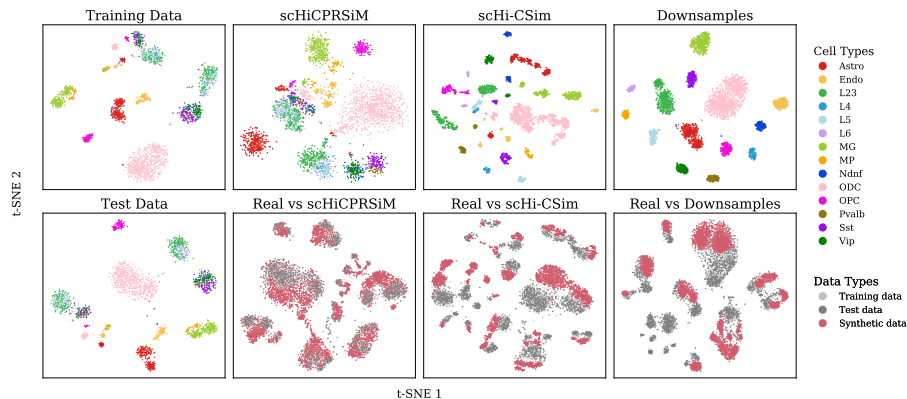 Training Data
scHiCPRSiM
scHi-CSim
Downsamples
Test Data
Real vs scHiCPRSiM
Real vs scHi-CSim
Real vs Downsamples
t-SNE 2
t-SNE 1
Cell Types
Astro
Endo
L23
L4
L5
L6
MG
MP
Ndnf
ODC
OPC
Pvalb
Sst
Vip
Data Types
Training data
Test data
Synthetic data